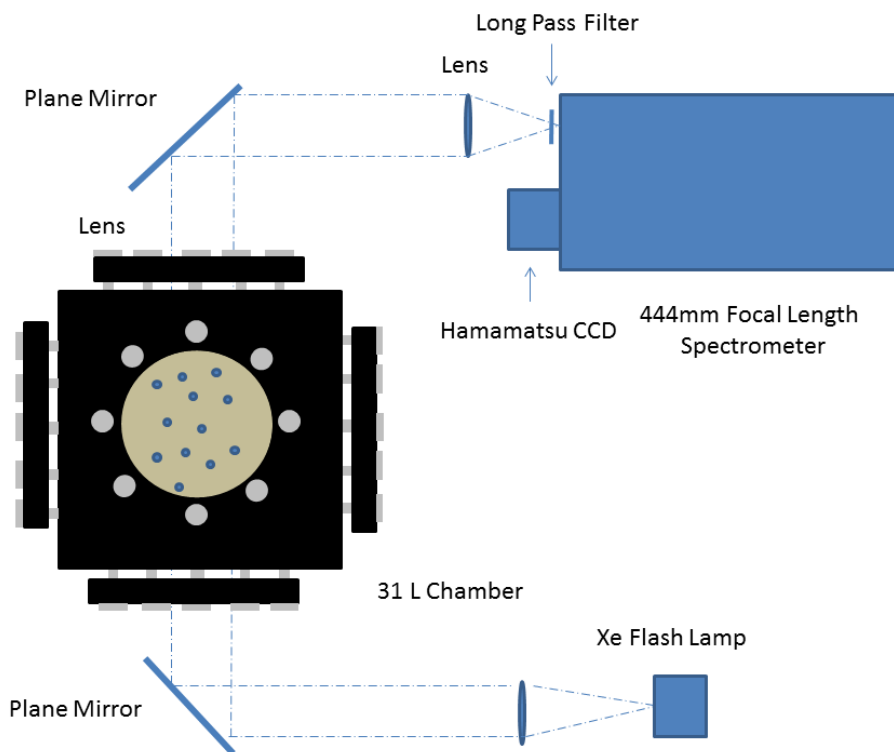 Long Pass Filter
Lens
Plane Mirror
Lens
Hamamatsu CCD
444mm Focal Length
Spectrometer
31 L Chamber
Xe Flash Lamp
Plane Mirror